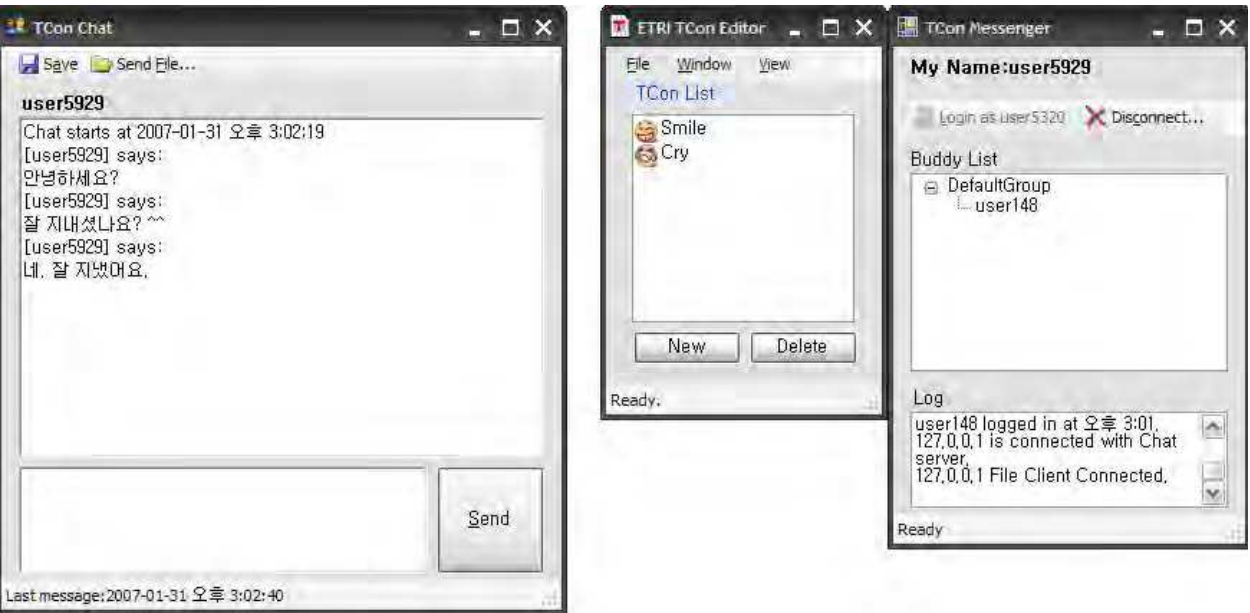 TCon Chat
Save Send File...
user5929
Chat starts at 2007-01-31 오후 3:02:19
[user5929] says:
안녕하세요?
[user5929] says:
잘 지내셨나요? ^^
[user5929] says:
네. 잘 지냈어요.
Send
Last message:2007-01-31 오후 3:02:40
ETRI TCon Editor
File Window View
TCon List
Smile
Cry
New Delete
Ready.
TCon Messenger
My Name:user5929
Login as user5320 Disconnect...
Buddy List
DefaultGroup
user148
Log
user148 logged in at 오후 3:01.
127.0.0.1 is connected with Chat
server.
127.0.0.1 File Client Connected.
Ready